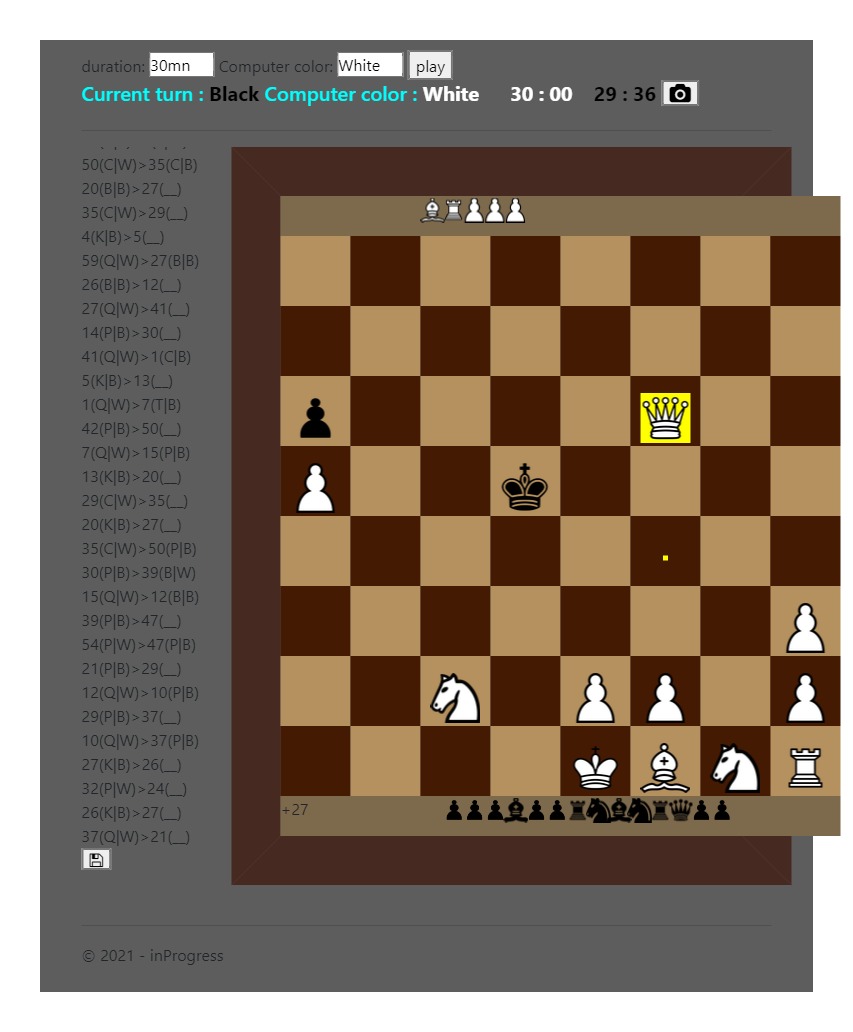 duration: 30mn Computer color: White play
Current turn : Black Computer color : White 30 : 00 29 : 36
50(C|W)>35(C|B)
20(B|B)>27(__)
35(C|W)>29(__)
4(K|B)>5(__)
59(Q|W)>27(B|B)
26(B|B)>12(__)
27(Q|W)>41(__)
14(P|B)>30(__)
41(Q|W)>1(C|B)
5(K|B)>13(__)
1(Q|W)>7(T|B)
42(P|B)>50(__)
7(Q|W)>15(P|B)
13(K|B)>20(__)
29(C|W)>35(__)
20(K|B)>27(__)
35(C|W)>50(P|B)
30(P|B)>39(B|W)
15(Q|W)>12(B|B)
39(P|B)>47(__)
54(P|W)>47(P|B)
21(P|B)>29(__)
12(Q|W)>10(P|B)
29(P|B)>37(__)
10(Q|W)>37(P|B)
27(K|B)>26(__)
32(P|W)>24(__)
26(K|B)>27(__)
37(Q|W)>21(__)
+27
© 2021 - inProgress